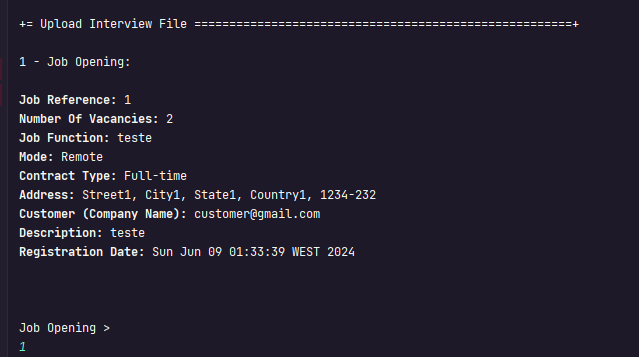 += Upload Interview File ======================================================+
1 - Job Opening:
Job Reference: 1
Number Of Vacancies: 2
Job Function: teste
Mode: Remote
Contract Type: Full-time
Address: Street1, City1, State1, Country1, 1234-232
Customer (Company Name): customer@gmail.com
Description: teste
Registration Date: Sun Jun 09 01:33:39 WEST 2024
Job Opening >
1